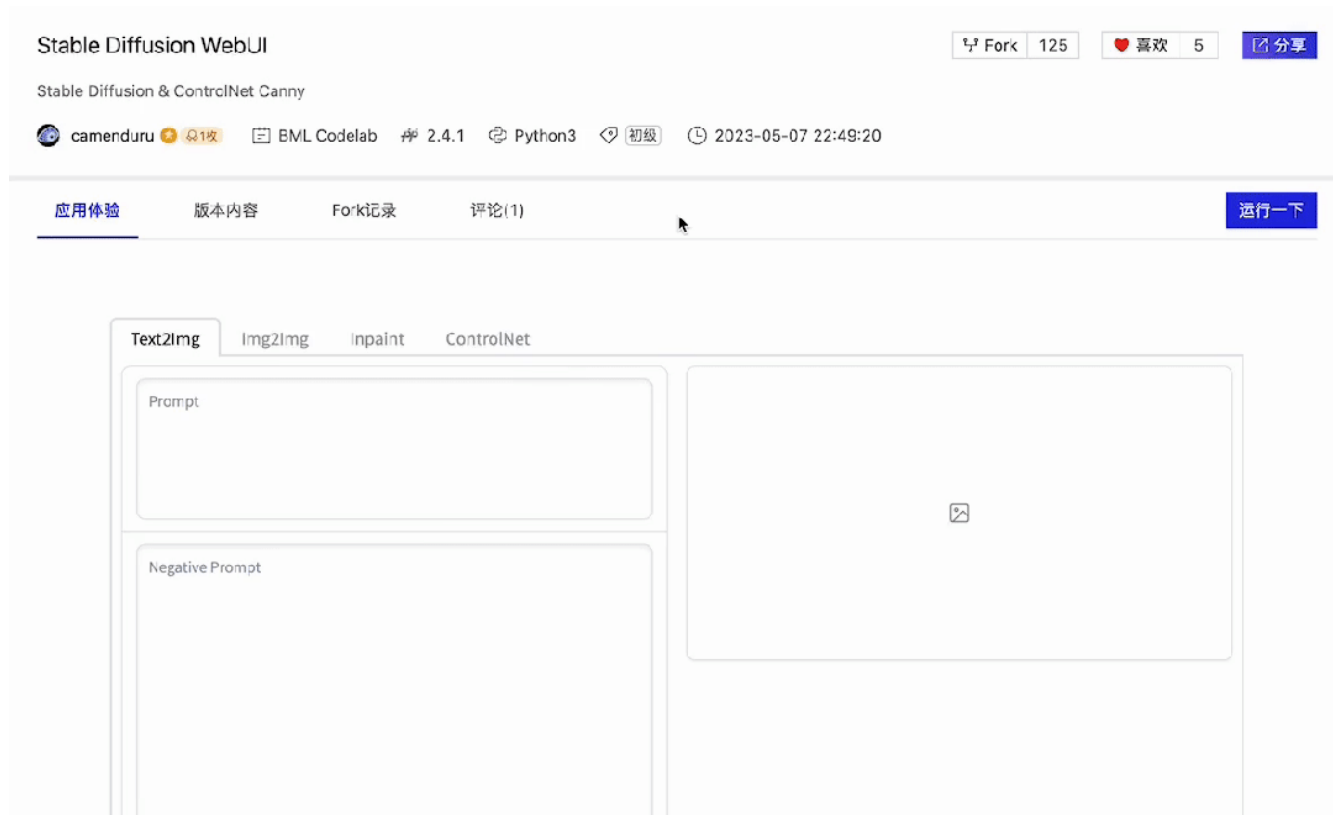 Stable Diffusion WebUI
Fork 125 喜欢 5 分享
Stable Diffusion & ControlNet Canny
camenduru 1枚 BML Codelab 2.4.1 Python3 初级 2023-05-07 22:49:20
应用体验 版本内容 Fork记录 评论(1) 运行一下
Text2Img Img2Img Inpaint ControlNet
Prompt
Negative Prompt